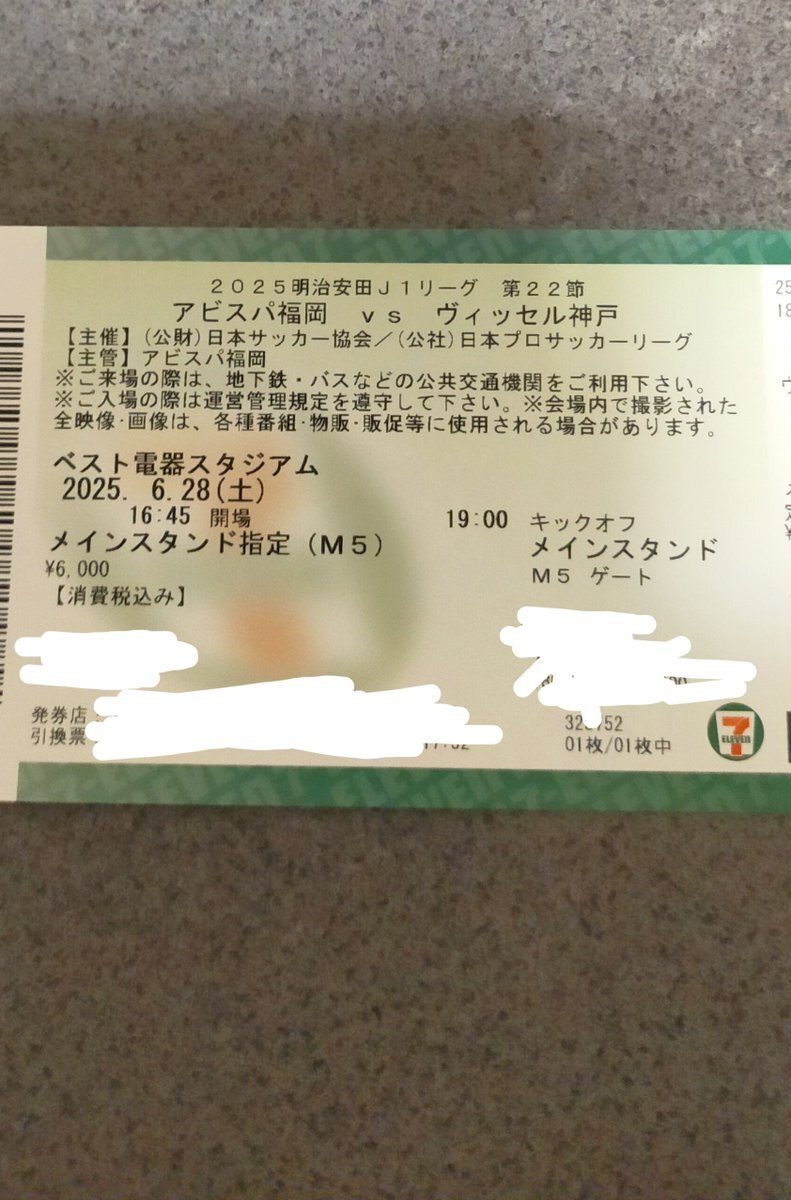 ２０２５明治安田Ｊ１リーグ　第２２節
アビスパ福岡　ｖｓ　ヴィッセル神戸
【主催】（公財）日本サッカー協会／（公社）日本プロサッカーリーグ
【主管】アビスパ福岡
※ご来場の際は、地下鉄・バスなどの公共交通機関をご利用下さい。
※ご入場の際は運営管理規定を遵守して下さい。※会場内で撮影された
全映像・画像は、各種番組・物販・販促等に使用される場合があります。
ベスト電器スタジアム
2025. 6.28(土)
16:45 開場
19:00 キックオフ
メインスタンド指定（Ｍ５）
メインスタンド
¥6,000
Ｍ５ ゲート
【消費税込み】
発券店:
引換票
01枚/01枚中
7 ELEVEN